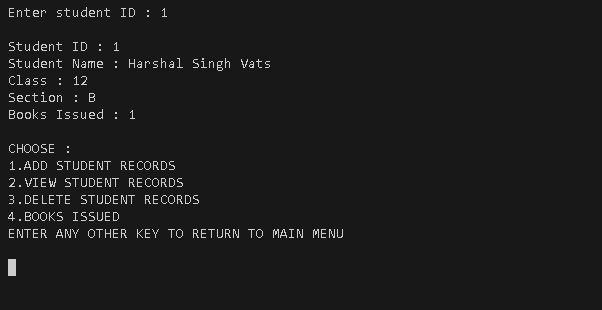 Enter student ID : 1
Student ID : 1
Student Name : Harshal Singh Vats
Class : 12
Section : B
Books Issued : 1
CHOOSE :
1.ADD STUDENT RECORDS
2.VIEW STUDENT RECORDS
3.DELETE STUDENT RECORDS
4.BOOKS ISSUED
ENTER ANY OTHER KEY TO RETURN TO MAIN MENU